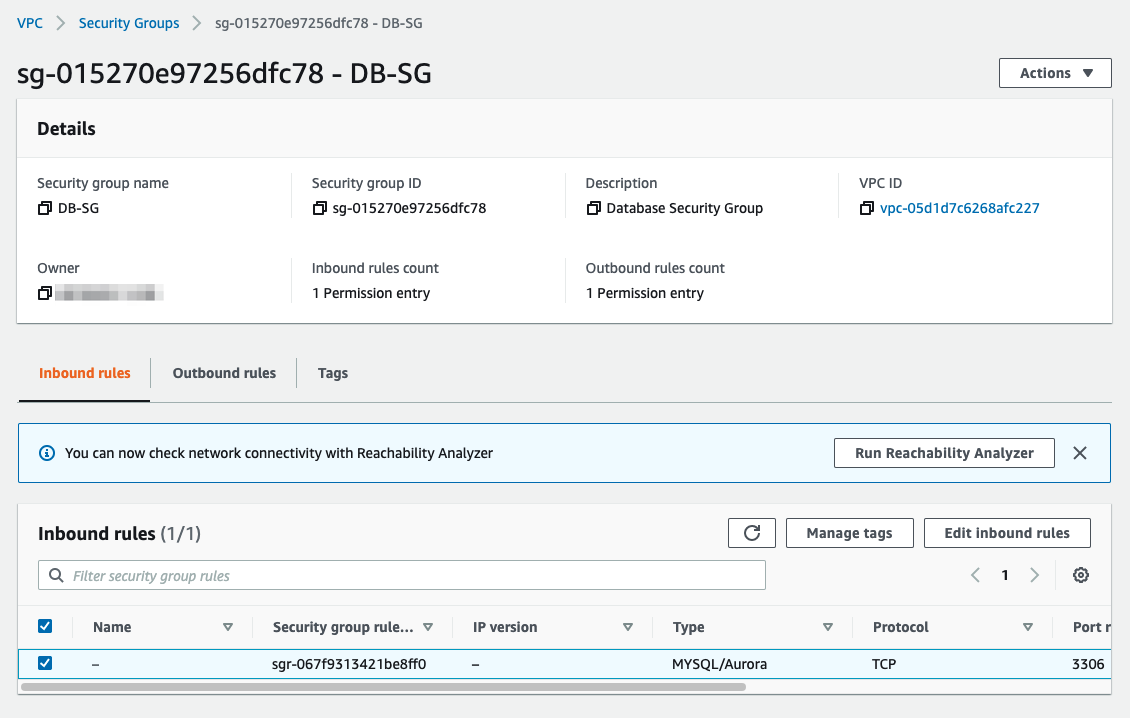 VPC > Security Groups > sg-015270e97256dfc78 - DB-SG
sg-015270e97256dfc78 - DB-SG
Actions
Details
Security group name
DB-SG
Security group ID
sg-015270e97256dfc78
Description
Database Security Group
VPC ID
vpc-05d1d7c6268afc227
Owner
Inbound rules count
1 Permission entry
Outbound rules count
1 Permission entry
Inbound rules Outbound rules Tags
You can now check network connectivity with Reachability Analyzer
Run Reachability Analyzer
Inbound rules (1/1)
Manage tags
Edit inbound rules
Filter security group rules
1
Name Security group rule... IP version Type Protocol Port r
– sgr-067f9313421be8ff0 – MYSQL/Aurora TCP 3306